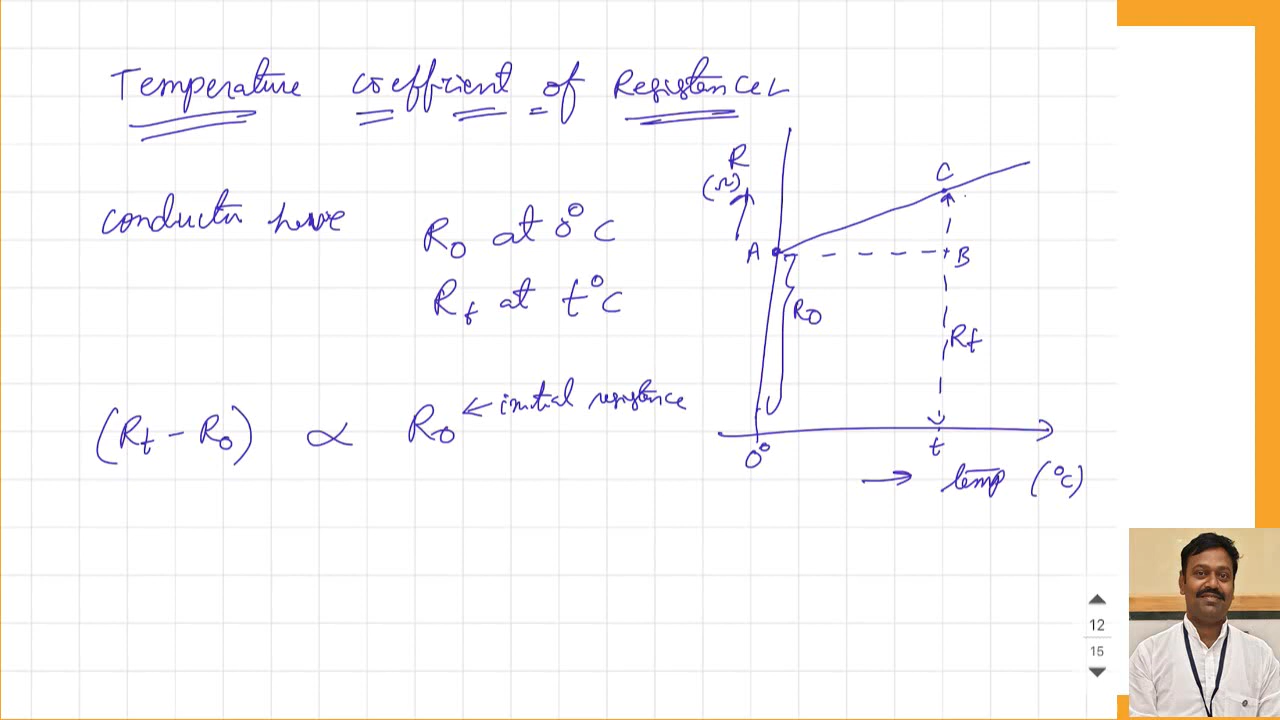 Temperature coefficient of Resistance
conductor have
R₀ at 0°C
Rₜ at t°C
(Rₜ - R₀) ∝ R₀ ← initial resistance
R
(Ω)
C
A
B
R₀
Rₜ
0°
t
→ temp (°C)
12
15